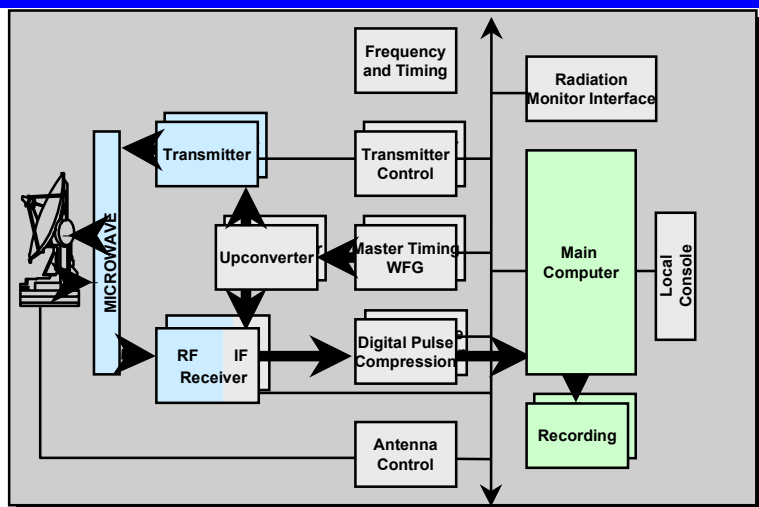 Frequency
and Timing
Radiation
Monitor Interface
Transmitter
Transmitter
Control
MICROWAVE
Upconverter
Master Timing
WFG
Main
Computer
Local
Console
RF IF
Receiver
Digital Pulse
Compression
Recording
Antenna
Control